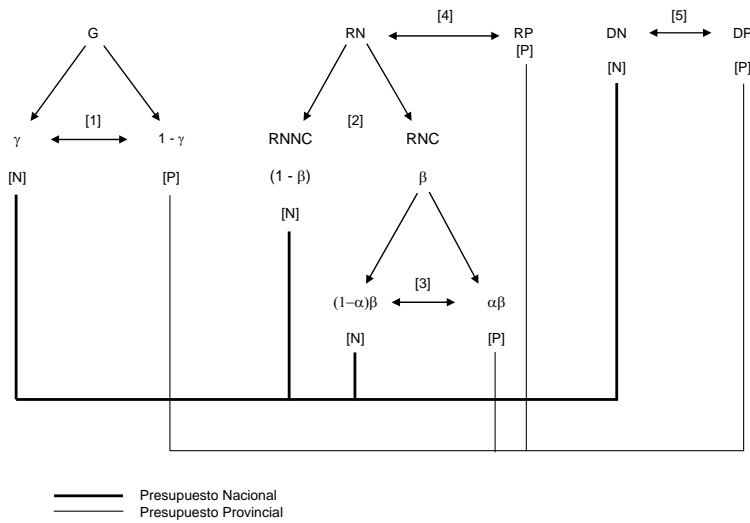 [4] [5]
G RN RP DN DP
[P]
[N] [P]
[1] [2]
γ 1 - γ RNNC RNC
[N] [P] (1 - β) β
[N]
[3]
(1−α)β αβ
[N] [P]
Presupuesto Nacional
Presupuesto Provincial